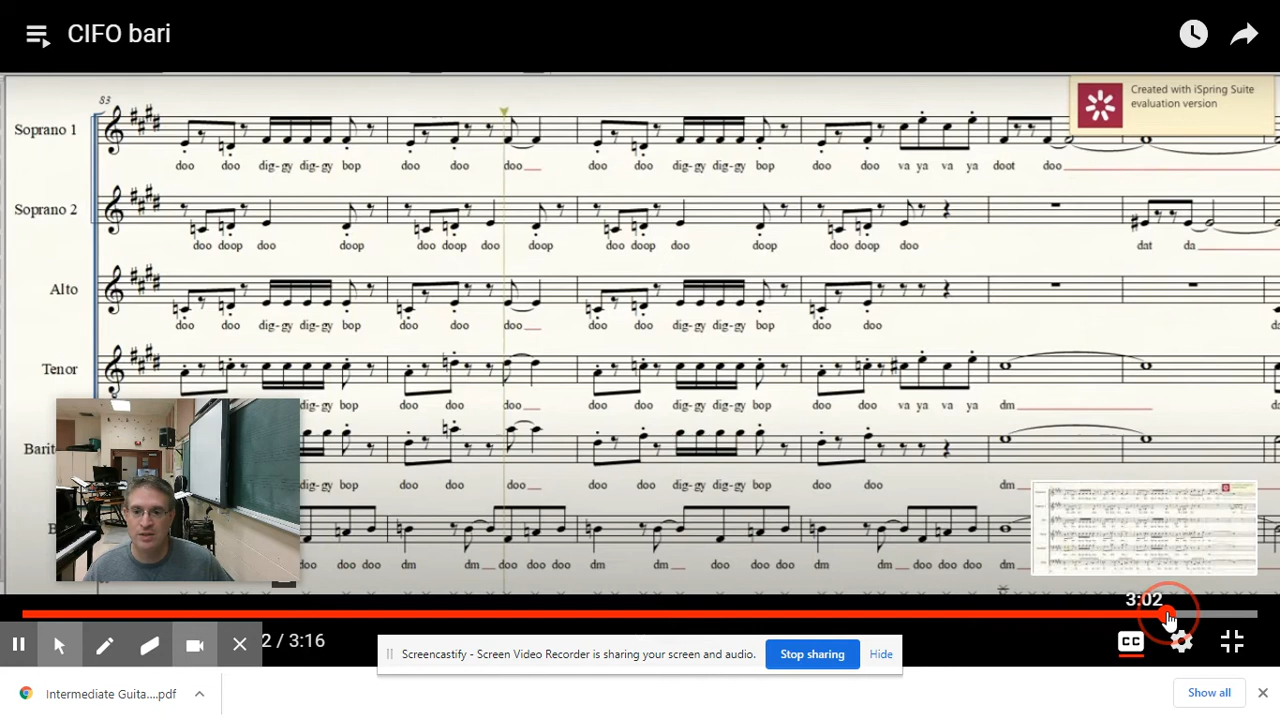 CIFO bari
Created with iSpring Suite
evaluation version
83
Soprano 1
doo doo dig-gy dig-gy bop doo doo doo doo doo dig-gy dig-gy bop doo doo va ya va ya doot doo
Soprano 2
doo doop doo doop doo doop doo doop doo doop doo doop doo doop doo dat da
Alto
doo doo dig-gy dig-gy bop doo doo doo doo doo dig-gy dig-gy bop doo doo
Tenor
dig-gy bop doo doo doo doo doo dig-gy dig-gy bop doo doo va ya va ya dm
dig-gy bop doo doo doo doo doo dig-gy dig-gy bop doo doo dm
doo doo doo dm dm doo doo doo dm dm doo doo doo dm dm doo doo doo dm
3:02
2 / 3:16
CC
Screencastify - Screen Video Recorder is sharing your screen and audio.
Stop sharing
Hide
Intermediate Guita....pdf
Show all